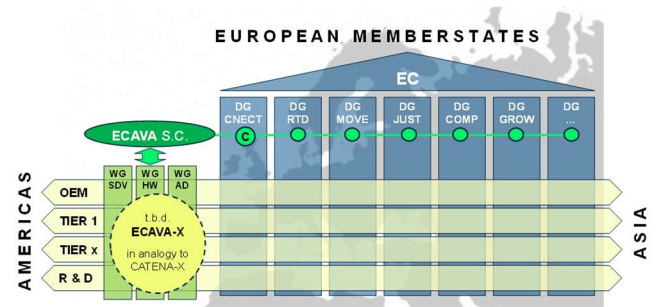 EUROPEAN MEMBERSTATES
EC
DG CNECT
DG RTD
DG MOVE
DG JUST
DG COMP
DG GROW
DG ...
ECAVA S.C.
C
WG SDV
WG HW
WG AD
AMERICAS
OEM
TIER 1
TIER x
R & D
t.b.d.
ECAVA-X
in analogy to
CATENA-X
ASIA